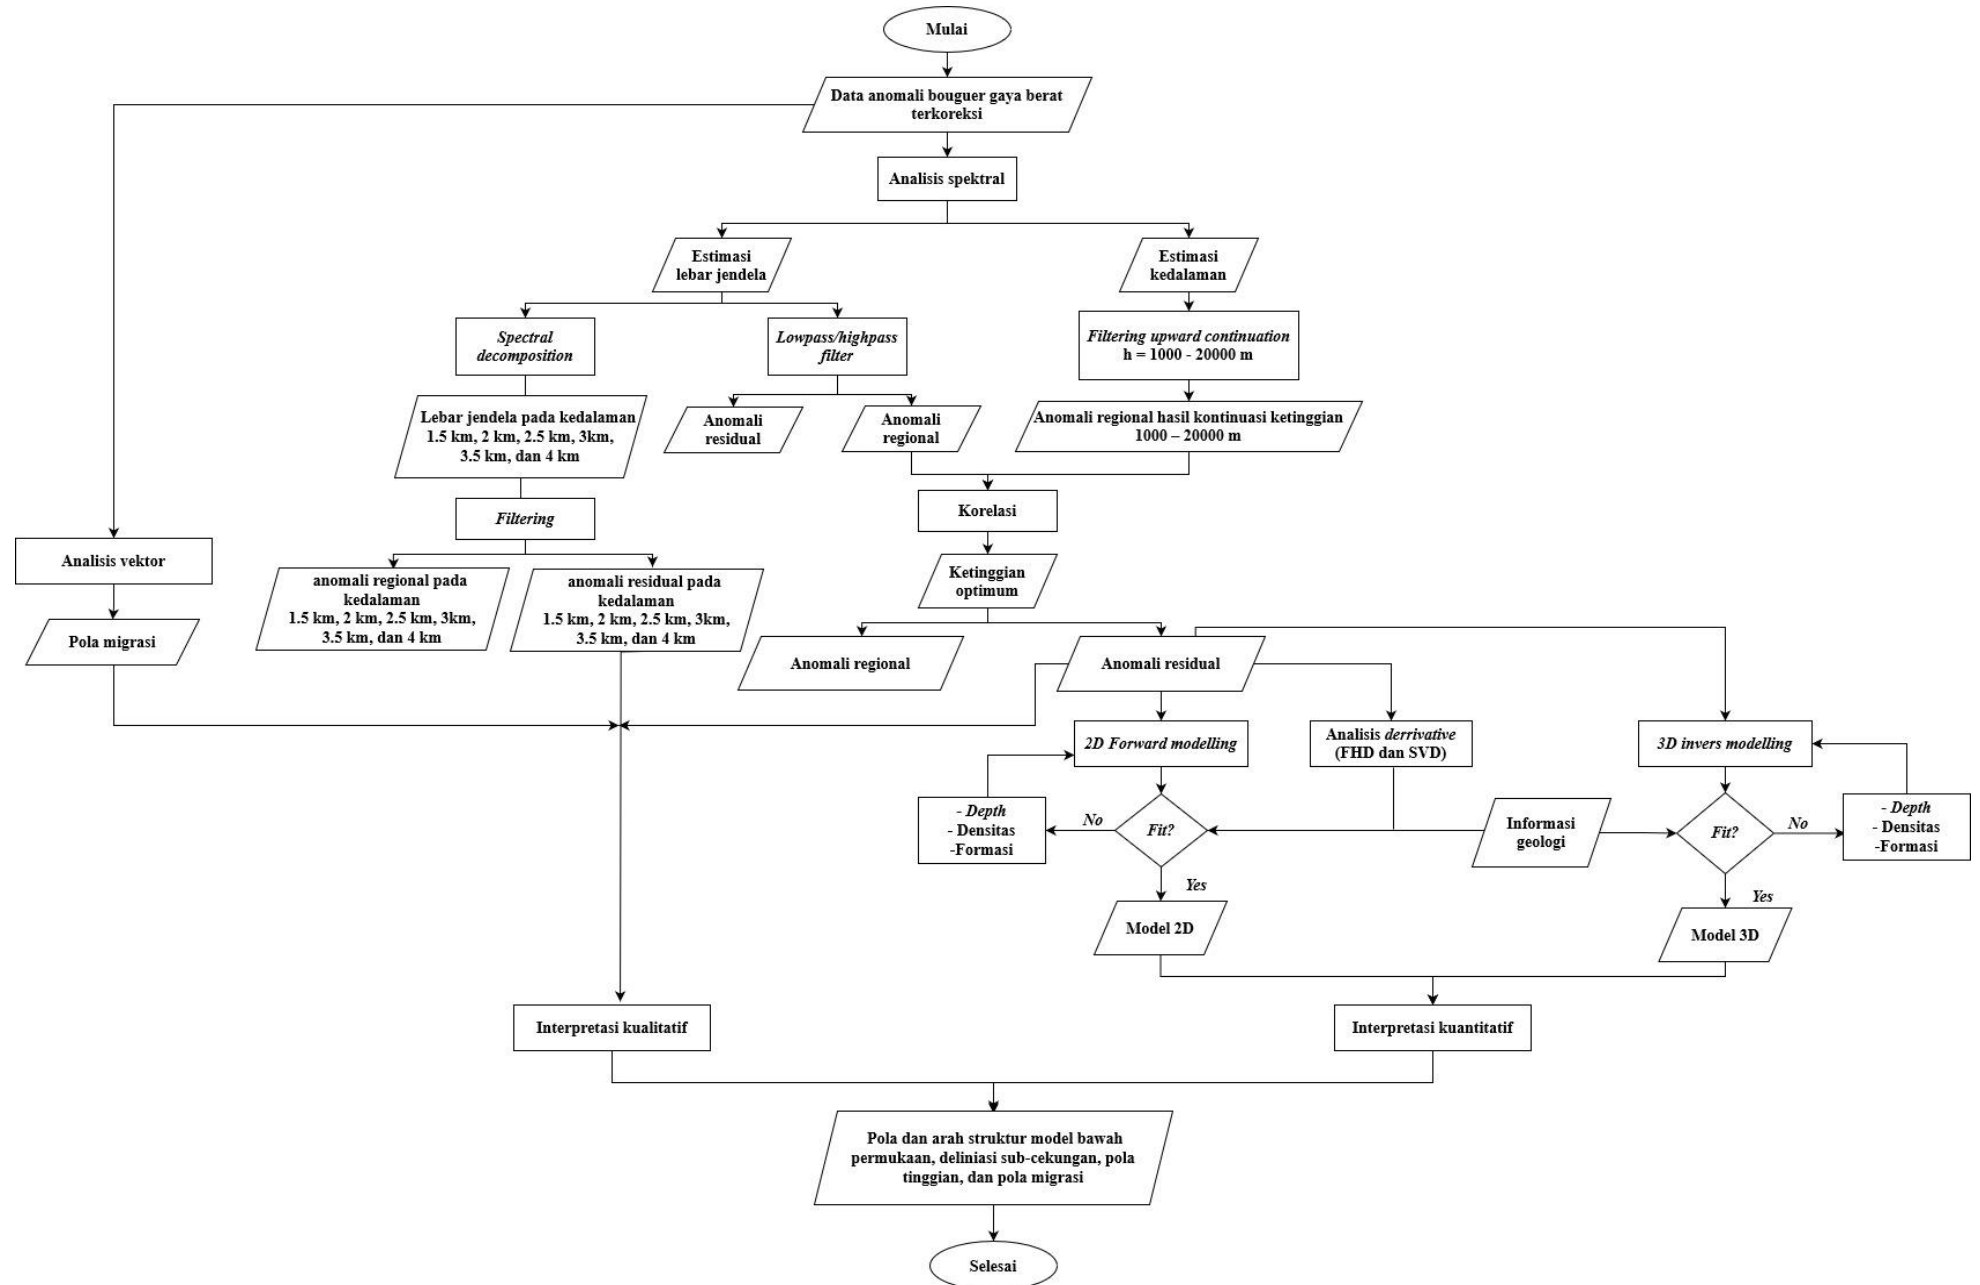 Mulai
Data anomali bouguer gaya berat
terkoreksi
Analisis spektral
Estimasi
lebar jendela
Estimasi
kedalaman
Spectral
decomposition
Lowpass/highpass
filter
Filtering upward continuation
h = 1000 - 20000 m
Lebar jendela pada kedalaman
1.5 km, 2 km, 2.5 km, 3km,
3.5 km, dan 4 km
Anomali
residual
Anomali
regional
Anomali regional hasil kontinuasi ketinggian
1000 – 20000 m
Filtering
Korelasi
Analisis vektor
anomali regional pada
kedalaman
1.5 km, 2 km, 2.5 km, 3km,
3.5 km, dan 4 km
anomali residual pada
kedalaman
1.5 km, 2 km, 2.5 km, 3km,
3.5 km, dan 4 km
Ketinggian
optimum
Pola migrasi
Anomali regional
Anomali residual
2D Forward modelling
Analisis derrivative
(FHD dan SVD)
3D invers modelling
- Depth
- Densitas
-Formasi
No
Fit?
Informasi
geologi
Fit?
No
- Depth
- Densitas
-Formasi
Yes
Yes
Model 2D
Model 3D
Interpretasi kualitatif
Interpretasi kuantitatif
Pola dan arah struktur model bawah
permukaan, deliniasi sub-cekungan, pola
tinggian, dan pola migrasi
Selesai